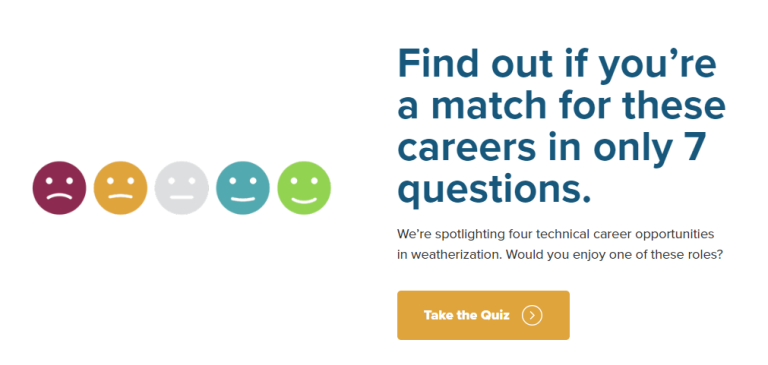 Find out if you’re
a match for these
careers in only 7
questions.
We’re spotlighting four technical career opportunities
in weatherization. Would you enjoy one of these roles?
Take the Quiz